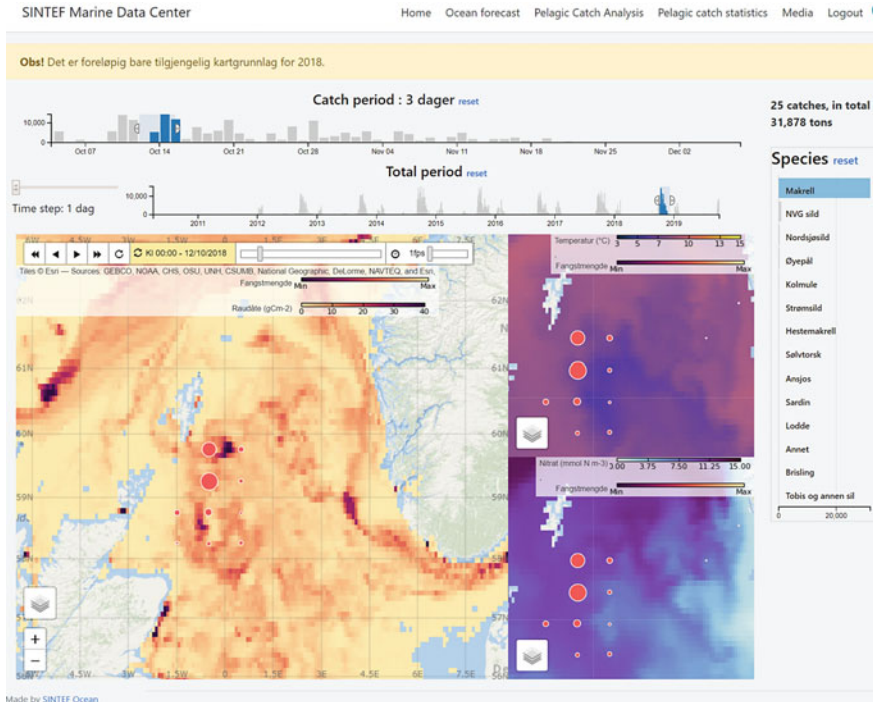 SINTEF Marine Data Center
Home Ocean forecast Pelagic Catch Analysis Pelagic catch statistics Media Logout
Obs! Det er foreløpig bare tilgjengelig kartgrunnlag for 2018.
Catch period : 3 dager reset
10,000
0
Oct 07 Oct 14 Oct 21 Oct 28 Nov 04 Nov 11 Nov 18 Nov 25 Dec 02
25 catches, in total
31,878 tons
Total period reset
10,000
0
2011 2012 2013 2014 2015 2016 2017 2018 2019
Time step: 1 dag
Species reset
Makrell
NVG sild
Nordsjøsild
Øyepål
Kolmule
Strømsild
Hestemakrell
Sølvtorsk
Ansjos
Sardin
Lodde
Annet
Brisling
Tobis og annen sil
0 20,000
Kl 00:00 - 12/10/2018
1fps
Tiles © Esri — Sources: GEBCO, NOAA, CHS, OSU, UNH, CSUMB, National Geographic, DeLorme, NAVTEQ, and Esri
Fangstmengde Min Max
Raudåte (gCm-2) 0 10 20 30 40
61N
60N
59N
58N
4.5W 3W 1.5W 0 1.5E 3E 4.5E 6E 7.5E
+
−
Temperatur (°C) 3 5 7 10 13 15
Fangstmengde Min Max
62N
61N
60N
Nitrat (mmol N m-3) 0.00 3.75 7.50 11.25 15.00
Fangstmengde Min Max
59N
58N
57N
Made by SINTEF Ocean